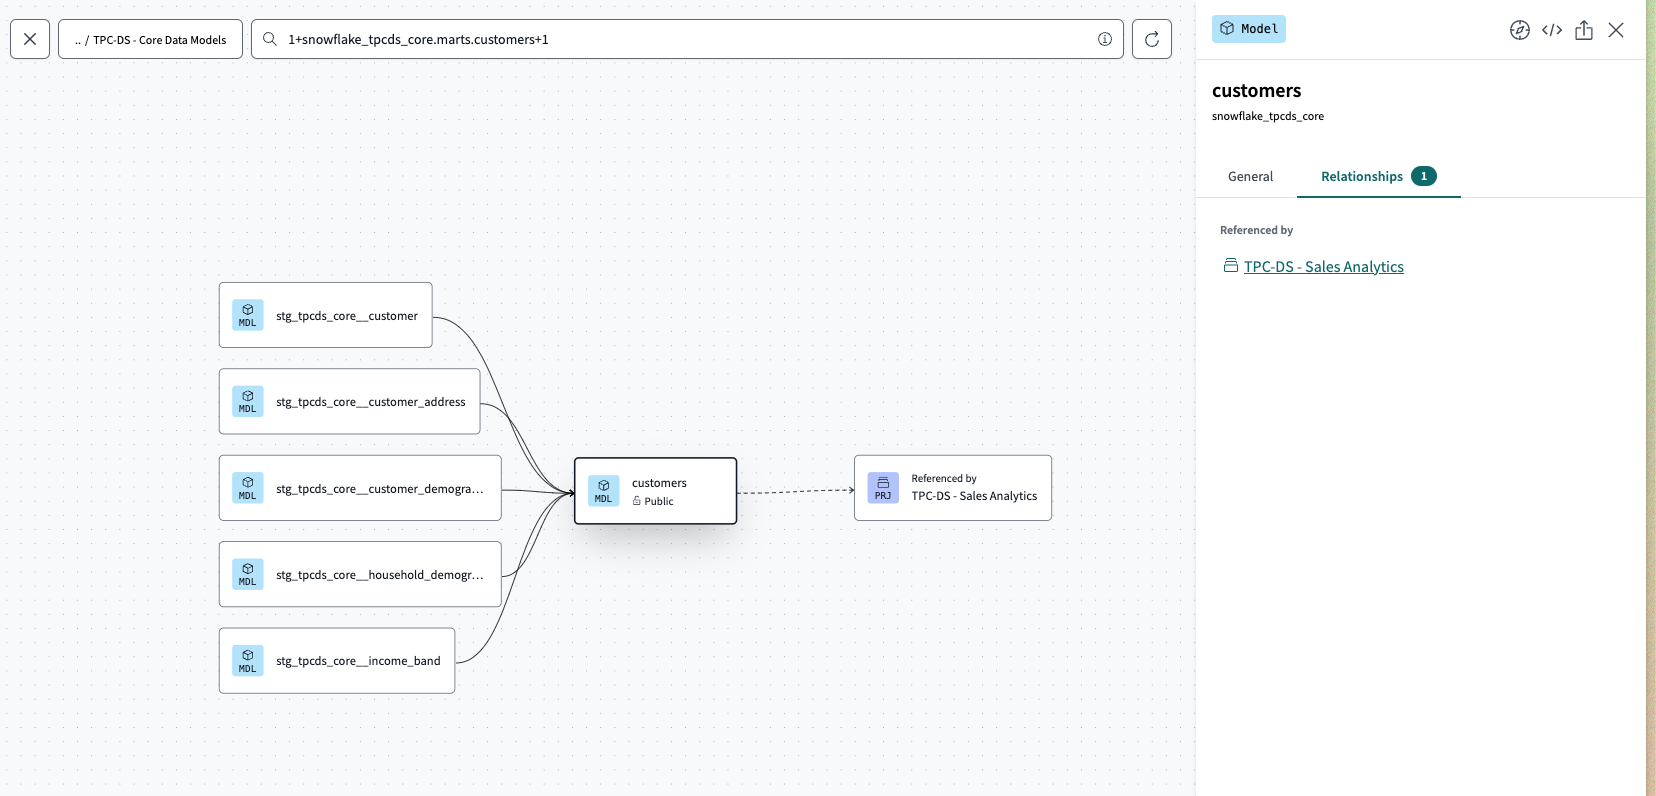 .. / TPC-DS - Core Data Models
1+snowflake_tpcds_core.marts.customers+1
Model
customers
snowflake_tpcds_core
General
Relationships 1
Referenced by
TPC-DS - Sales Analytics
MDL
stg_tpcds_core__customer
MDL
stg_tpcds_core__customer_address
MDL
stg_tpcds_core__customer_demogra...
MDL
stg_tpcds_core__household_demogr...
MDL
stg_tpcds_core__income_band
MDL
customers
Public
PRJ
Referenced by
TPC-DS - Sales Analytics